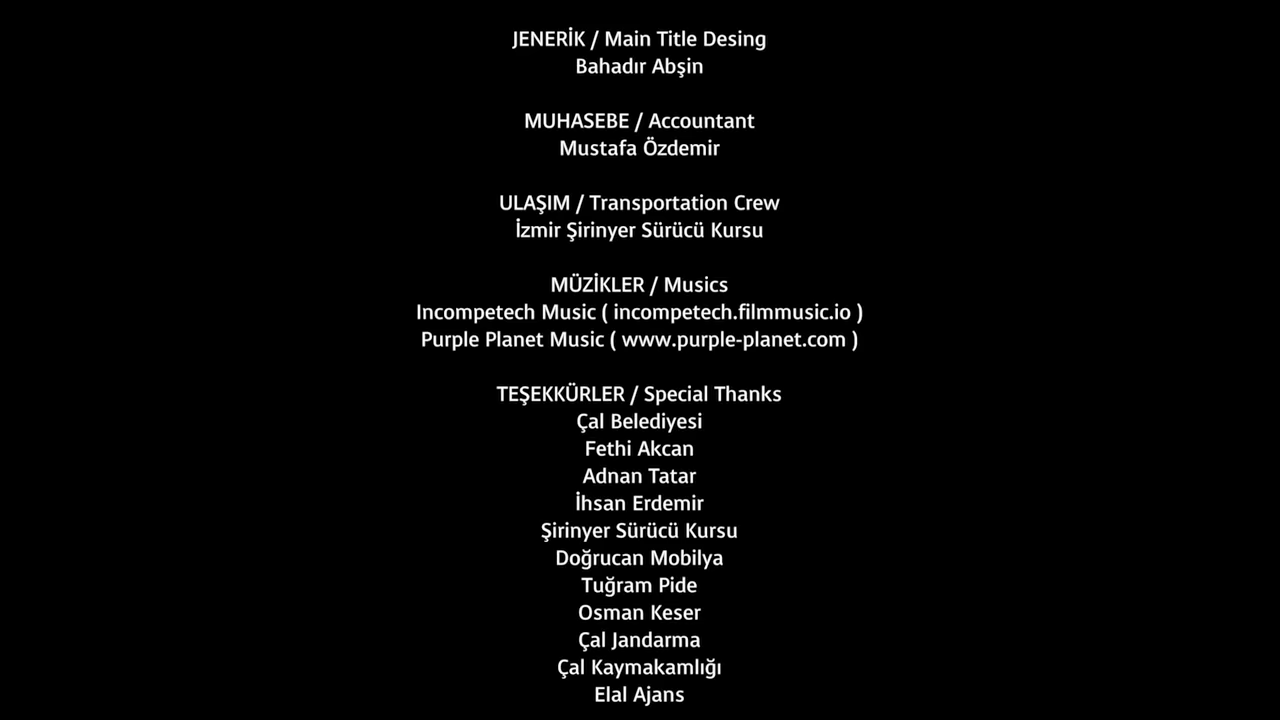 JENERİK / Main Title Desing
Bahadır Abşin
MUHASEBE / Accountant
Mustafa Özdemir
ULAŞIM / Transportation Crew
İzmir Şirinyer Sürücü Kursu
MÜZİKLER / Musics
Incompetech Music ( incompetech.filmmusic.io )
Purple Planet Music ( www.purple-planet.com )
TEŞEKKÜRLER / Special Thanks
Çal Belediyesi
Fethi Akcan
Adnan Tatar
İhsan Erdemir
Şirinyer Sürücü Kursu
Doğrucan Mobilya
Tuğram Pide
Osman Keser
Çal Jandarma
Çal Kaymakamlığı
Elal Ajans